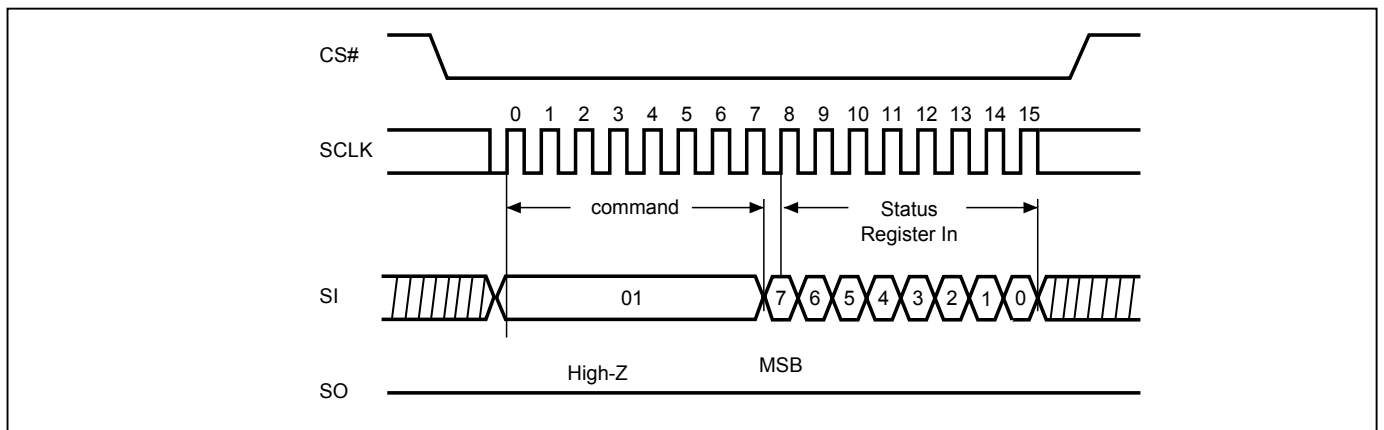 CS#
0 1 2 3 4 5 6 7 8 9 10 11 12 13 14 15
SCLK
command
Status
Register In
SI
01
7 6 5 4 3 2 1 0
MSB
High-Z
SO